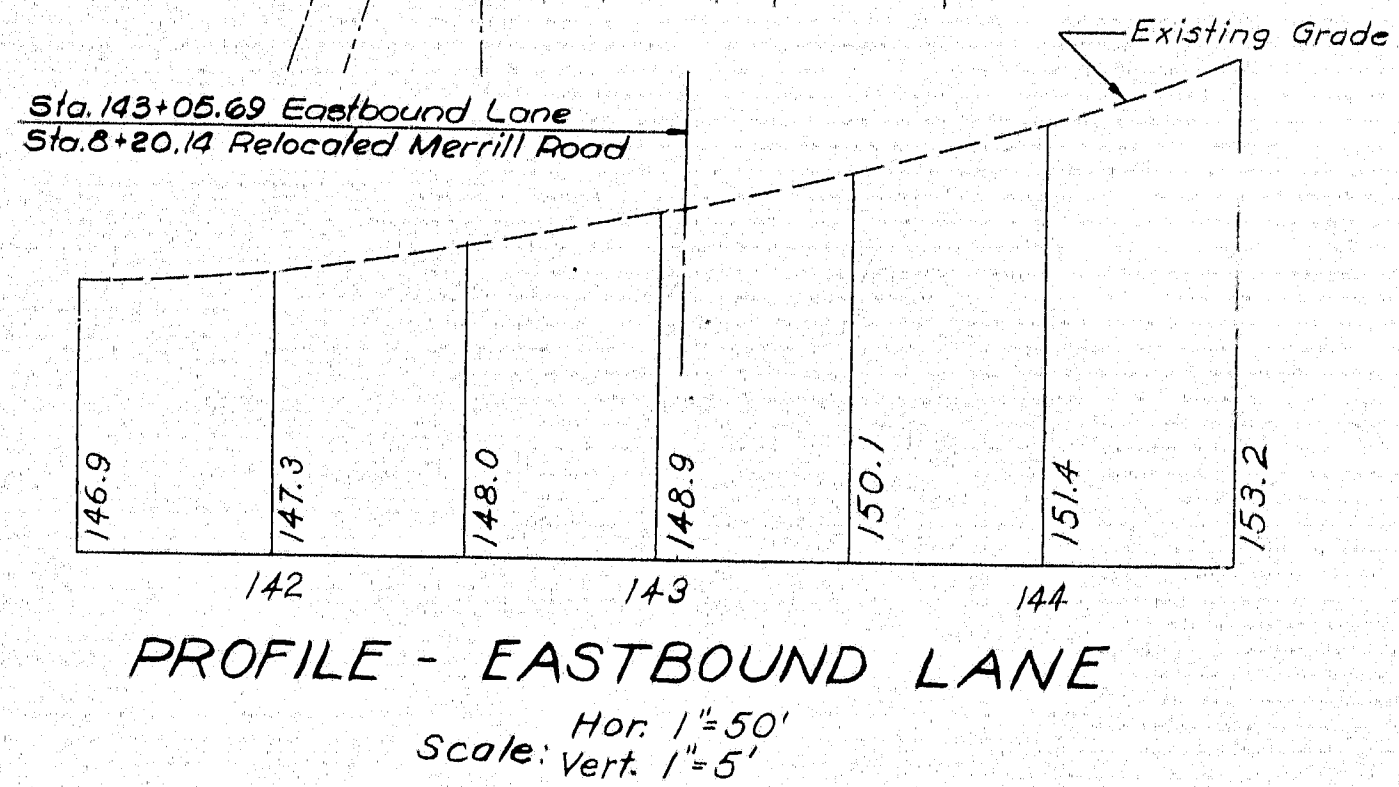 Existing Grade
Sta. 143+05.69 Eastbound Lane
Sta. 8+20.14 Relocated Merrill Road
146.9
147.3
148.0
148.9
150.1
151.4
153.2
142
143
144
PROFILE - EASTBOUND LANE
Scale: Hor. 1"=50'
Vert. 1"=5'